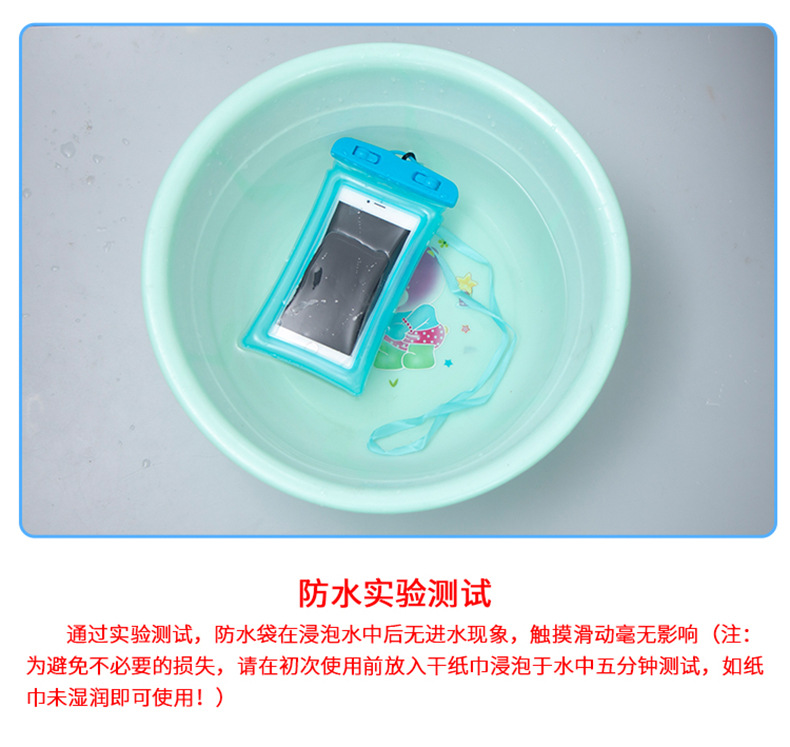 防水实验测试
通过实验测试，防水袋在浸泡水中后无进水现象，触摸滑动毫无影响（注：
为避免不必要的损失，请在初次使用前放入干纸巾浸泡于水中五分钟测试，如纸
巾未湿润即可使用！）